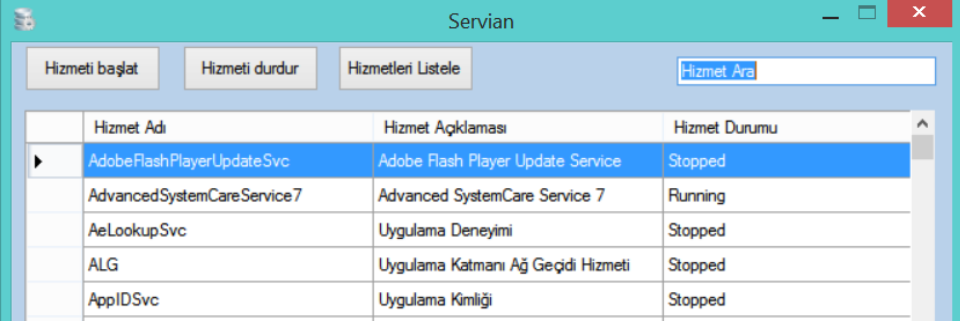 Servian
Hizmeti başlat Hizmeti durdur Hizmetleri Listele Hizmet Ara
Hizmet Adı Hizmet Açıklaması Hizmet Durumu
AdobeFlashPlayerUpdateSvc Adobe Flash Player Update Service Stopped
AdvancedSystemCareService7 Advanced SystemCare Service 7 Running
AeLookupSvc Uygulama Deneyimi Stopped
ALG Uygulama Katmanı Ağ Geçidi Hizmeti Stopped
AppIDSvc Uygulama Kimliği Stopped